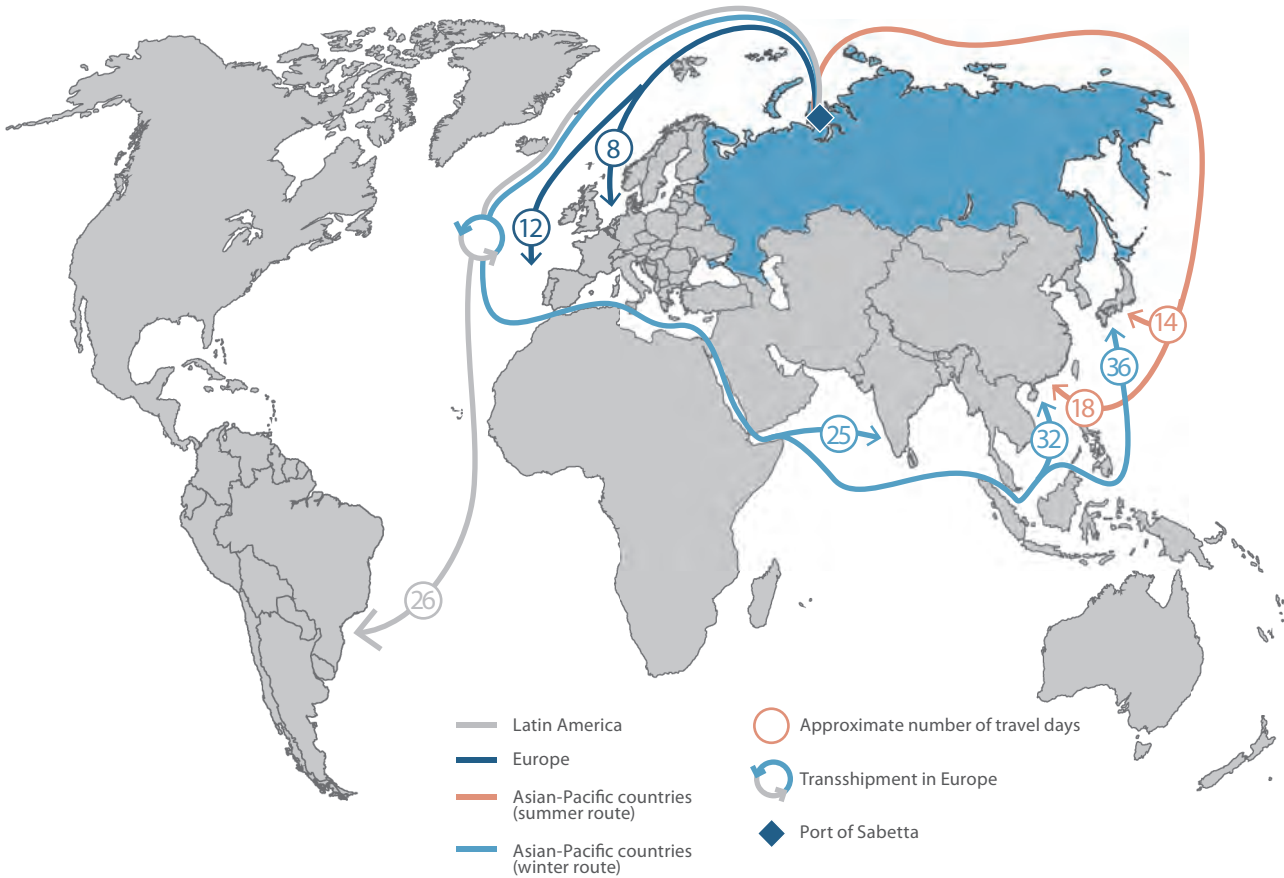 8
12
14
36
18
25
32
26
Latin America
Europe
Asian-Pacific countries
(summer route)
Asian-Pacific countries
(winter route)
Approximate number of travel days
Transshipment in Europe
Port of Sabetta